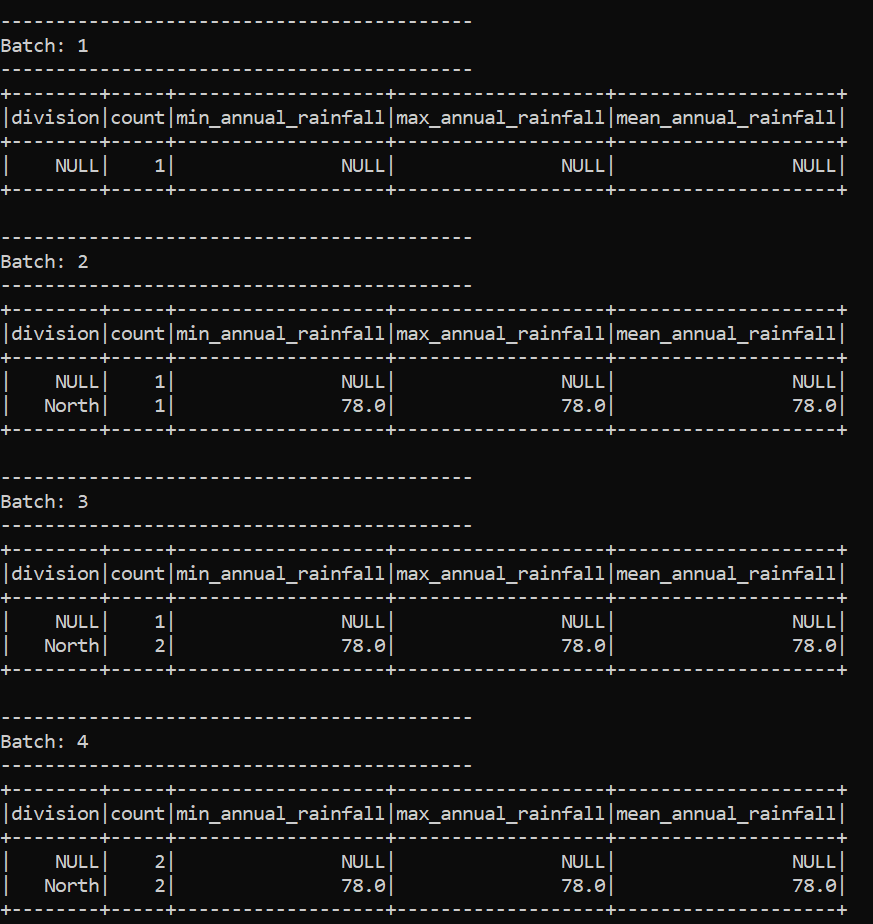 -------------------------------------------
Batch: 1
-------------------------------------------
+--------+-----+-------------------+-------------------+--------------------+
|division|count|min_annual_rainfall|max_annual_rainfall|mean_annual_rainfall|
+--------+-----+-------------------+-------------------+--------------------+
|    NULL|    1|               NULL|               NULL|                NULL|
+--------+-----+-------------------+-------------------+--------------------+

-------------------------------------------
Batch: 2
-------------------------------------------
+--------+-----+-------------------+-------------------+--------------------+
|division|count|min_annual_rainfall|max_annual_rainfall|mean_annual_rainfall|
+--------+-----+-------------------+-------------------+--------------------+
|    NULL|    1|               NULL|               NULL|                NULL|
|   North|    1|               78.0|               78.0|                78.0|
+--------+-----+-------------------+-------------------+--------------------+

-------------------------------------------
Batch: 3
-------------------------------------------
+--------+-----+-------------------+-------------------+--------------------+
|division|count|min_annual_rainfall|max_annual_rainfall|mean_annual_rainfall|
+--------+-----+-------------------+-------------------+--------------------+
|    NULL|    1|               NULL|               NULL|                NULL|
|   North|    2|               78.0|               78.0|                78.0|
+--------+-----+-------------------+-------------------+--------------------+

-------------------------------------------
Batch: 4
-------------------------------------------
+--------+-----+-------------------+-------------------+--------------------+
|division|count|min_annual_rainfall|max_annual_rainfall|mean_annual_rainfall|
+--------+-----+-------------------+-------------------+--------------------+
|    NULL|    2|               NULL|               NULL|                NULL|
|   North|    2|               78.0|               78.0|                78.0|
+--------+-----+-------------------+-------------------+--------------------+